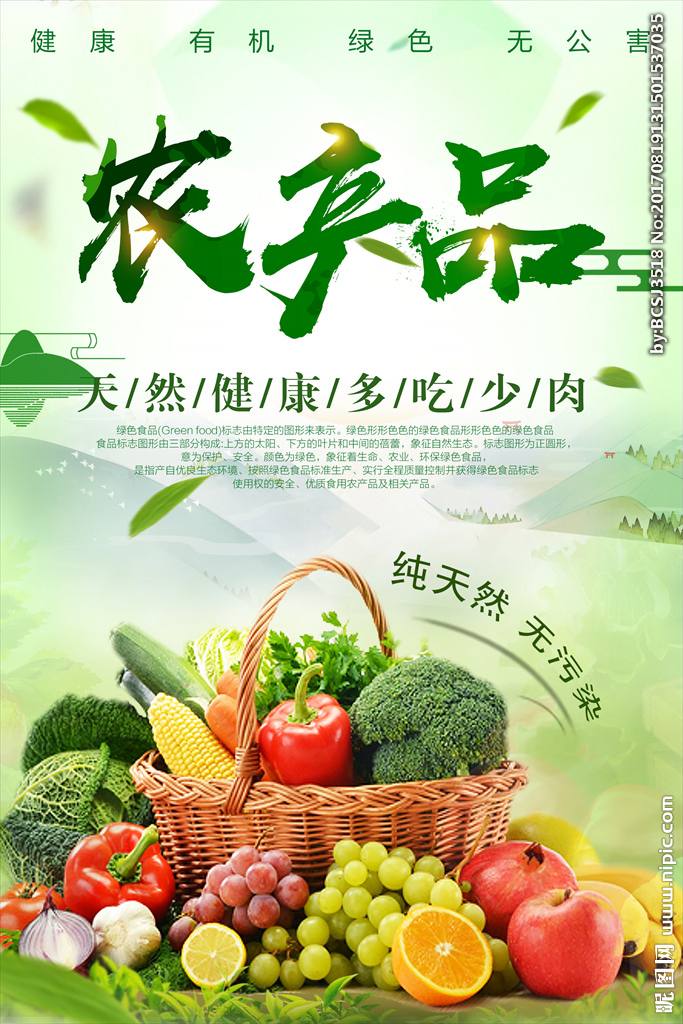 健康 有机 绿色 无公害
农产品
天/然/健/康/多/吃/少/肉
绿色食品(Green food)标志由特定的图形来表示。绿色形形色色的绿色食品形形色色的绿色食品
食品标志图形由三部分构成:上方的太阳、下方的叶片和中间的蓓蕾，象征自然生态。标志图形为正圆形，
意为保护、安全。颜色为绿色，象征着生命、农业、环保绿色食品，
是指产自优良生态环境、按照绿色食品标准生产、实行全程质量控制并获得绿色食品标志
使用权的安全、优质食用农产品及相关产品。
纯天然 无污染
by:BCSJ3518 No:20170819131501537035
昵图网 www.nipic.com